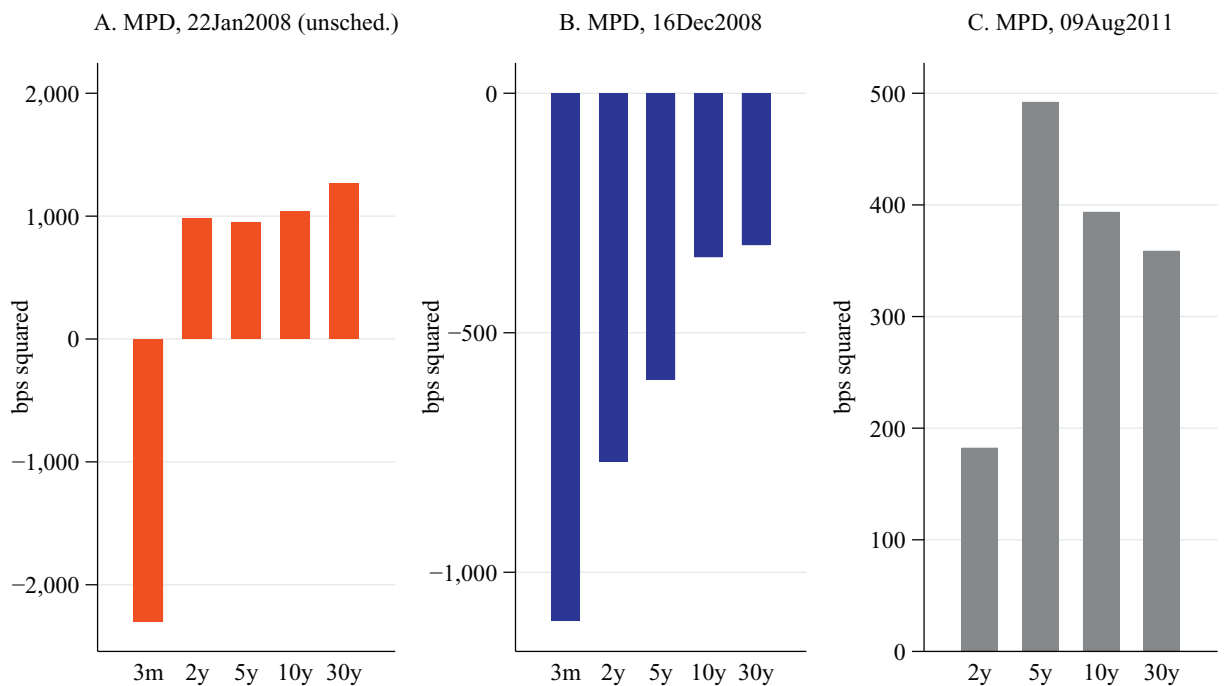 A. MPD, 22Jan2008 (unsched.)
bps squared
2,000
1,000
0
−1,000
−2,000
3m 2y 5y 10y 30y
B. MPD, 16Dec2008
bps squared
0
−500
−1,000
3m 2y 5y 10y 30y
C. MPD, 09Aug2011
bps squared
500
400
300
200
100
0
2y 5y 10y 30y